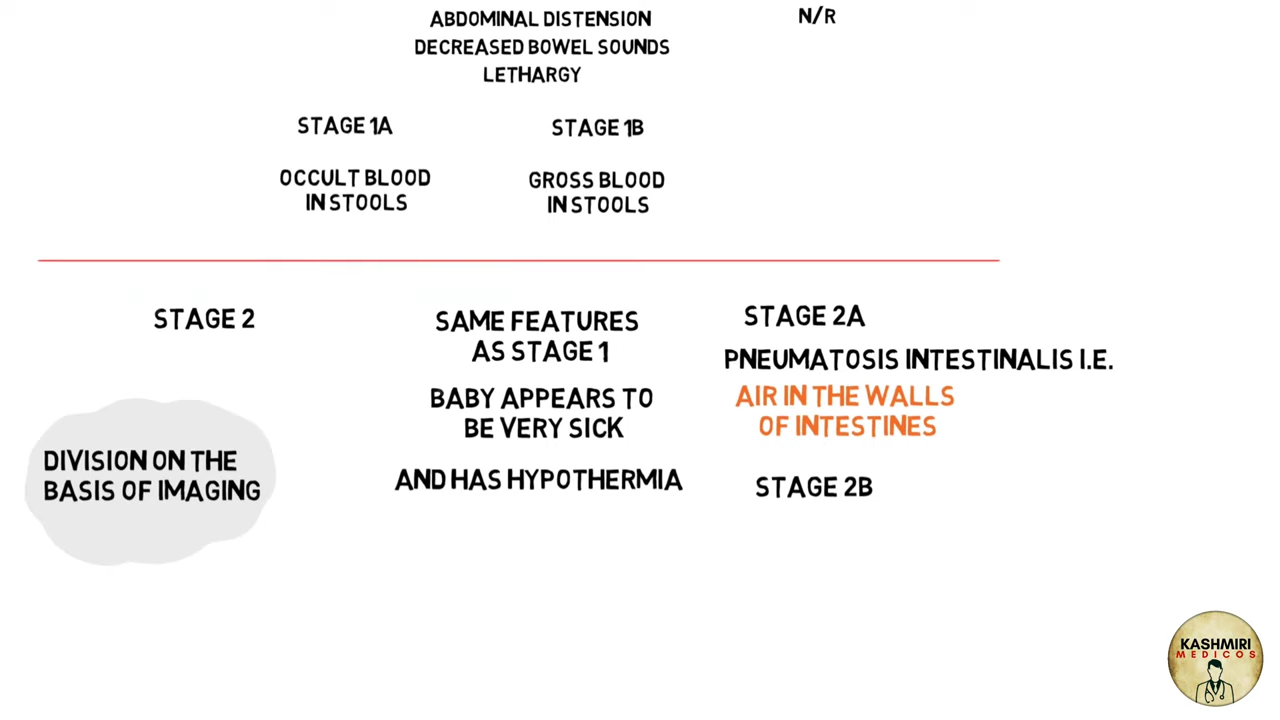 ABDOMINAL DISTENSION
N/R
DECREASED BOWEL SOUNDS
LETHARGY
STAGE 1A
STAGE 1B
OCCULT BLOOD
IN STOOLS
GROSS BLOOD
IN STOOLS
STAGE 2
SAME FEATURES
AS STAGE 1
BABY APPEARS TO
BE VERY SICK
AND HAS HYPOTHERMIA
STAGE 2A
PNEUMATOSIS INTESTINALIS I.E.
AIR IN THE WALLS
OF INTESTINES
STAGE 2B
DIVISION ON THE
BASIS OF IMAGING
KASHMIRI
MEDICOS